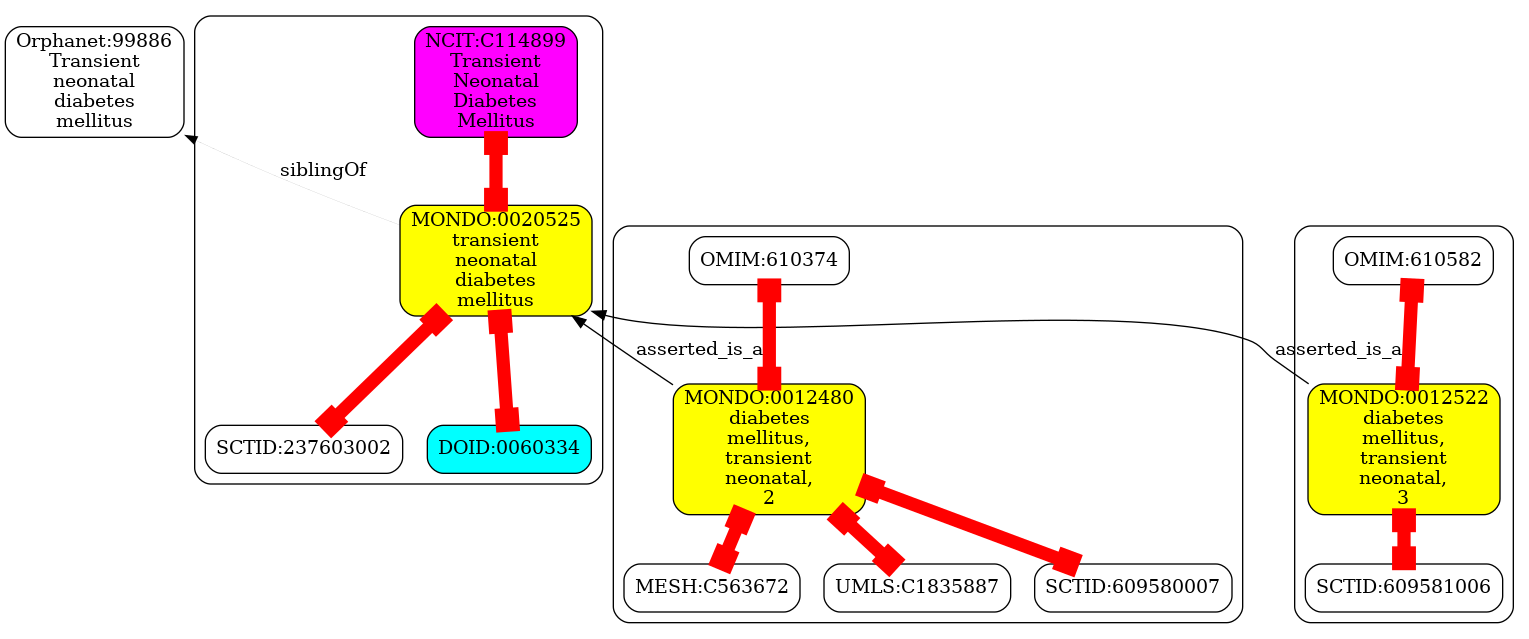 Orphanet:99886
Transient
neonatal
diabetes
mellitus
NCIT:C114899
Transient
Neonatal
Diabetes
Mellitus
siblingOf
MONDO:0020525
transient
neonatal
diabetes
mellitus
OMIM:610374
OMIM:610582
asserted_is_a
asserted_is_a
SCTID:237603002
DOID:0060334
MONDO:0012480
diabetes
mellitus,
transient
neonatal,
2
MONDO:0012522
diabetes
mellitus,
transient
neonatal,
3
MESH:C563672
UMLS:C1835887
SCTID:609580007
SCTID:609581006